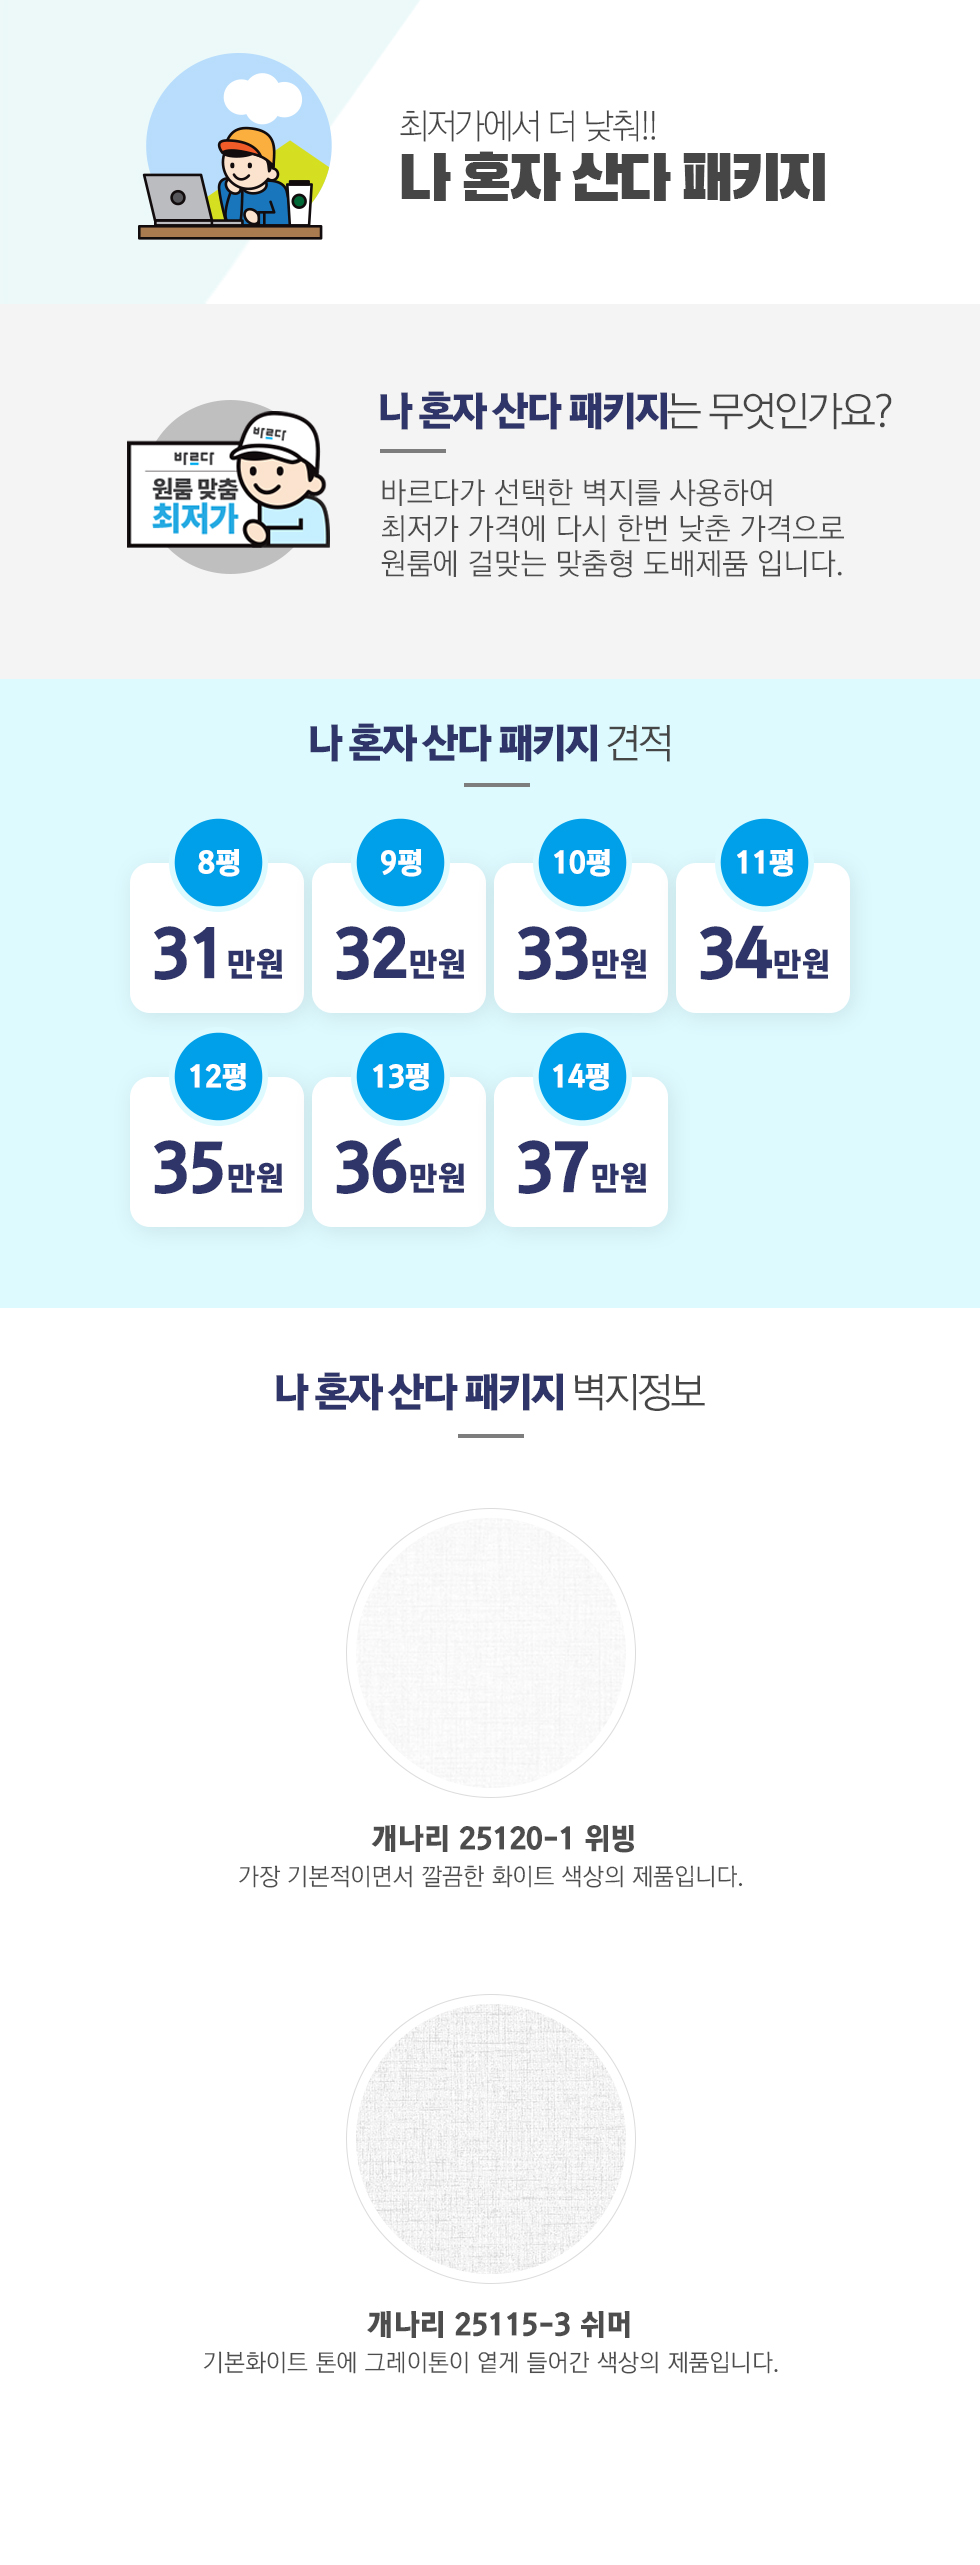 최저가에서 더 낮춰!!
나 혼자 산다 패키지
나 혼자 산다 패키지는 무엇인가요?
바르다
바르다
원룸 맞춤
최저가
바르다가 선택한 벽지를 사용하여
최저가 가격에 다시 한번 낮춘 가격으로
원룸에 걸맞는 맞춤형 도배제품 입니다.
나 혼자 산다 패키지 견적
8평
31만원
9평
32만원
10평
33만원
11평
34만원
12평
35만원
13평
36만원
14평
37만원
나 혼자 산다 패키지 벽지정보
개나리 25120-1 위빙
가장 기본적이면서 깔끔한 화이트 색상의 제품입니다.
개나리 25115-3 쉬머
기본화이트 톤에 그레이톤이 옅게 들어간 색상의 제품입니다.